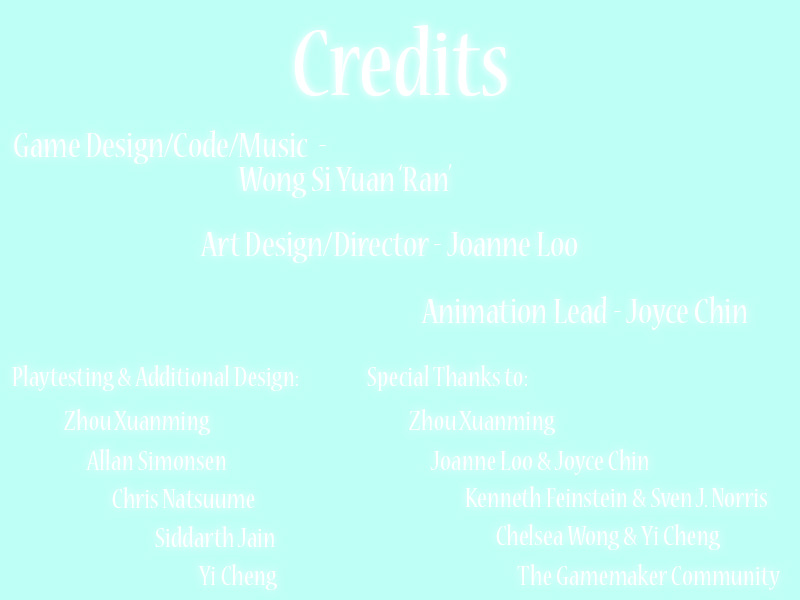 Credits
Game Design/Code/Music -
Wong Si Yuan 'Ran'
Art Design/Director - Joanne Loo
Animation Lead - Joyce Chin
Playtesting & Additional Design:
Zhou Xuanming
Allan Simonsen
Chris Natsuume
Siddarth Jain
Yi Cheng
Special Thanks to:
Zhou Xuanming
Joanne Loo & Joyce Chin
Kenneth Feinstein & Sven J. Norris
Chelsea Wong & Yi Cheng
The Gamemaker Community